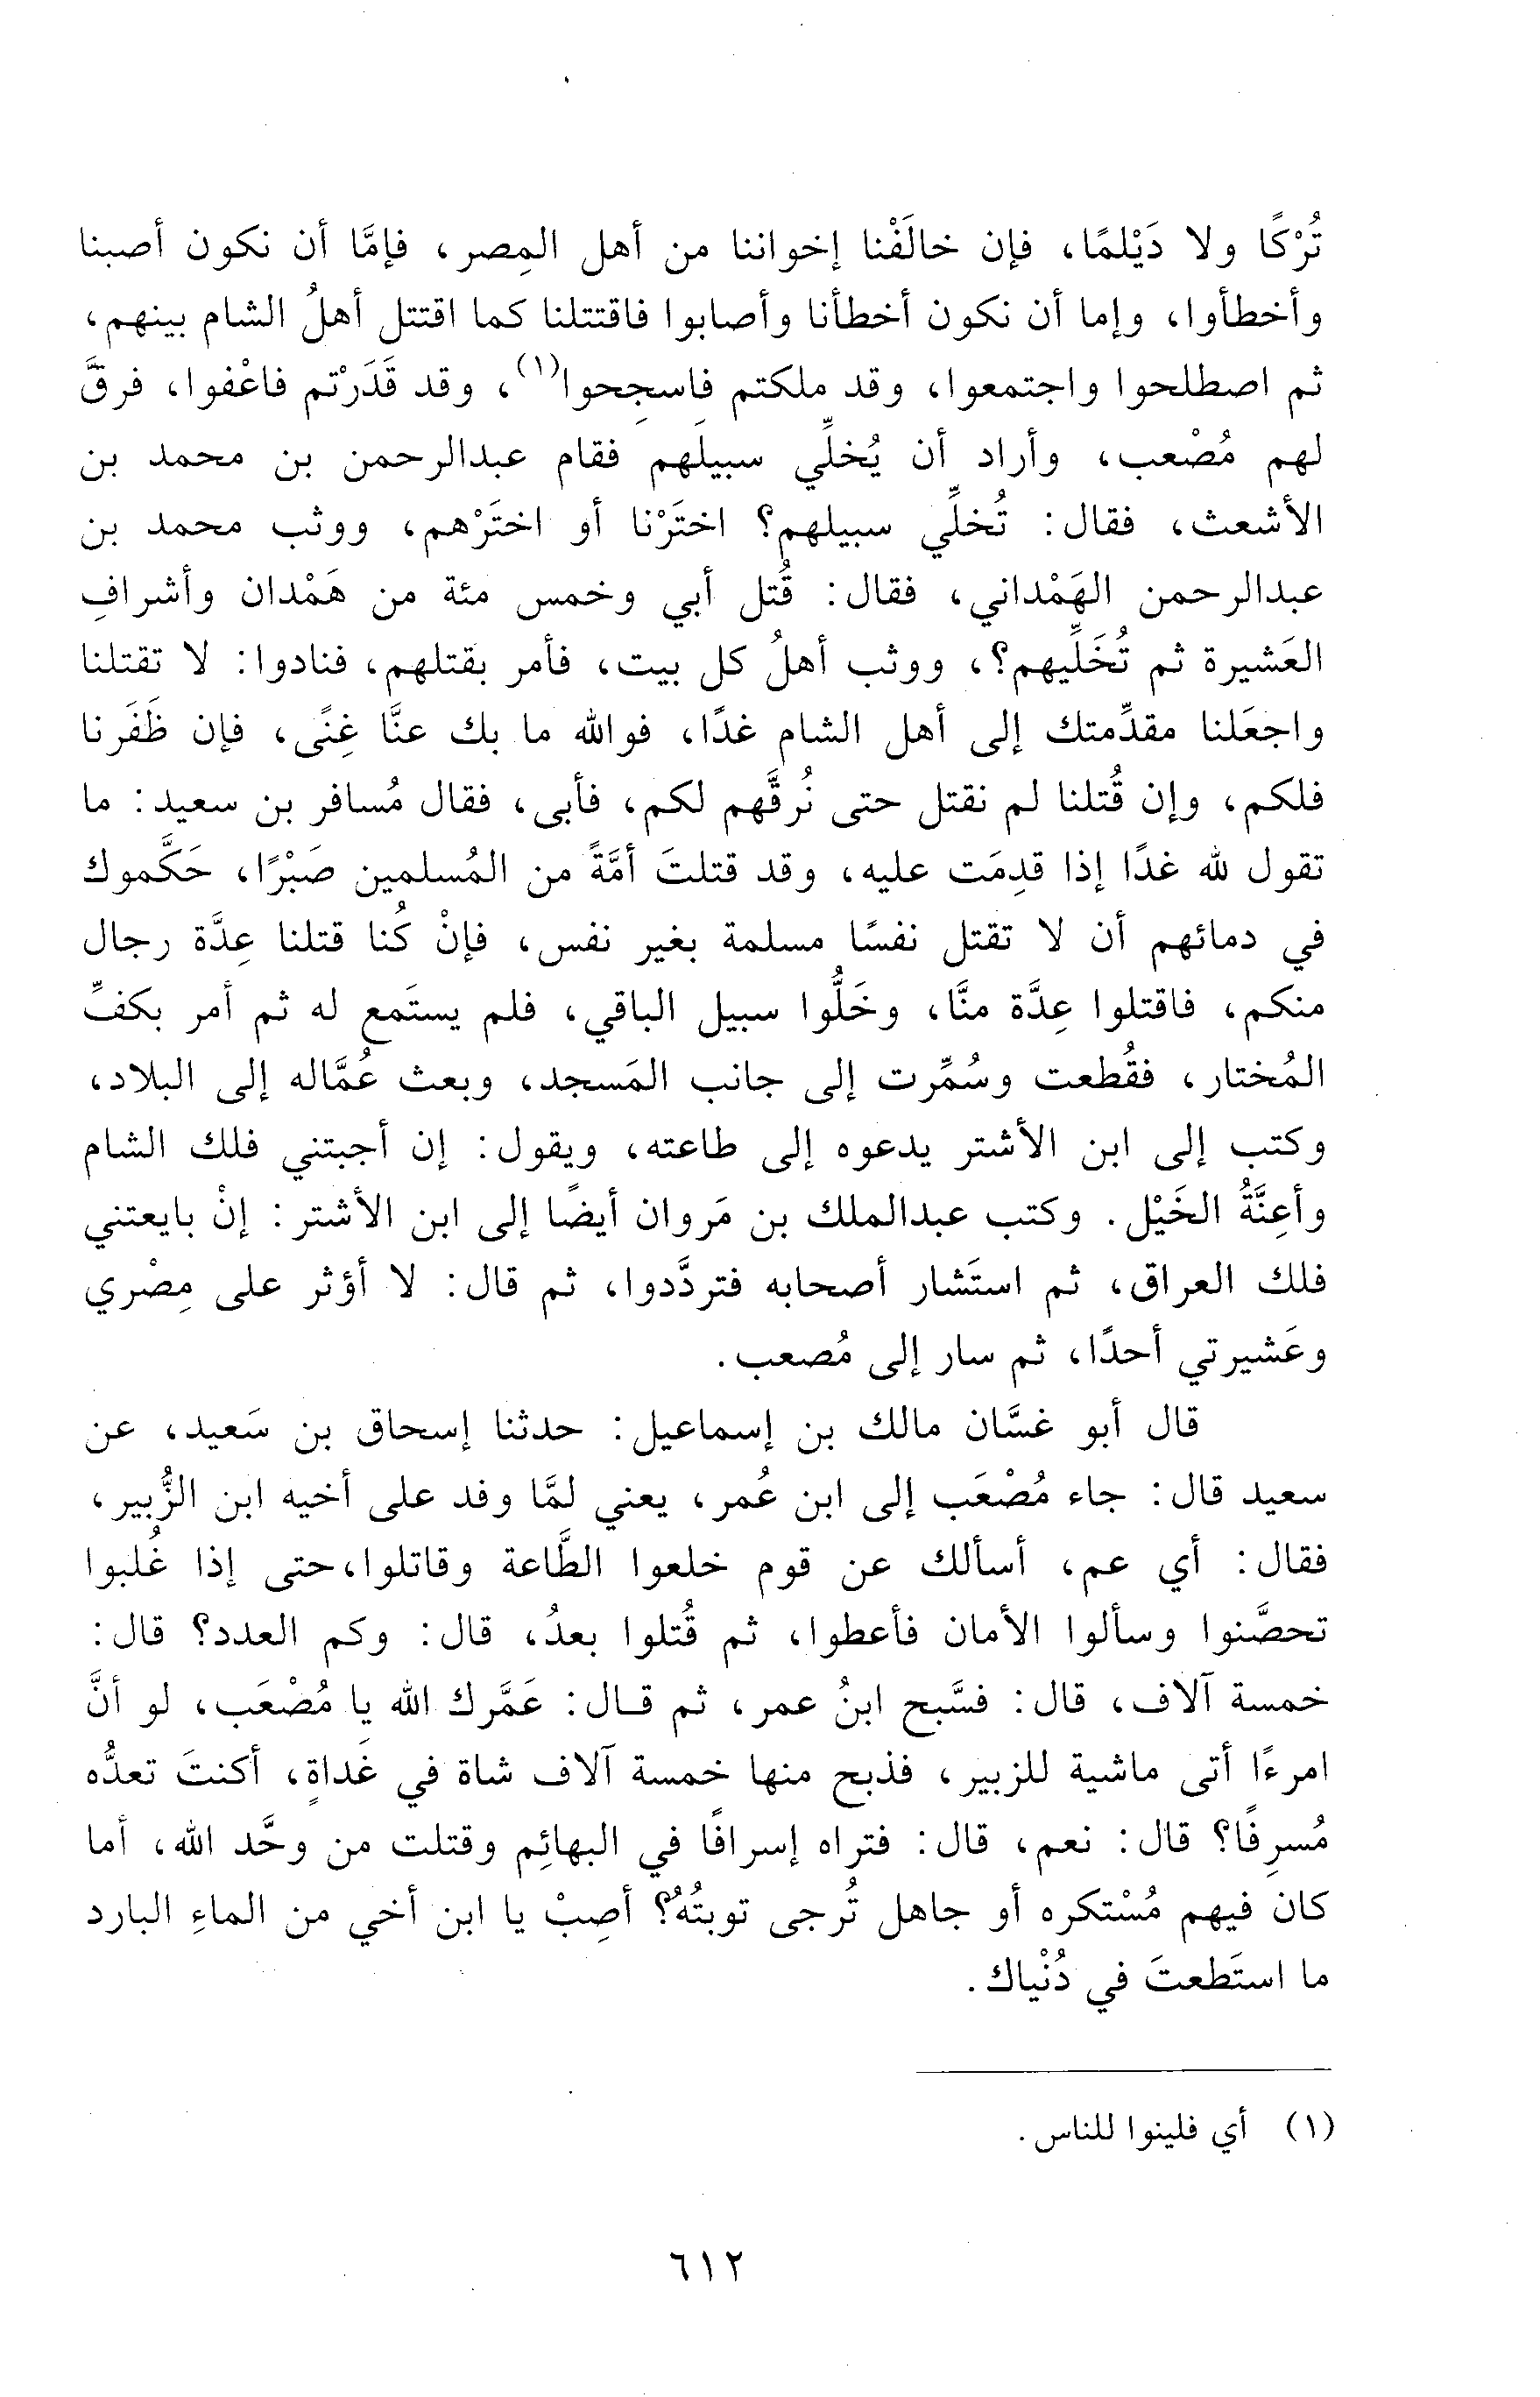 تُرْكًا ولا دَيْلمًا، فإن خالَفْنا إخواننا من أهل المِصر، فإمَّا أن نكون أصبنا
وأخطأوا، وإما أن نكون أخطأنا وأصابوا فاقتتلنا كما اقتتل أهلُ الشام بينهم،
ثم اصطلحوا واجتمعوا، وقد ملكتم فاسجِحوا(١)، وقد قَدَرْتم فاعْفوا، فرقَّ
لهم مُصْعب، وأراد أن يُخلِّي سبيلَهم فقام عبدالرحمن بن محمد بن
الأشعث، فقال: تُخلِّي سبيلهم؟ اختَرْنا أو اختَرْهم، ووثب محمد بن
عبدالرحمن الهَمْداني، فقال: قُتل أبي وخمس مئة من هَمْدان وأشرافِ
العَشيرة ثم تُخَلِّيهم؟، ووثب أهلُ كل بيت، فأمر بقتلهم، فنادوا: لا تقتلنا
واجعَلنا مقدِّمتك إلى أهل الشام غدًا، فوالله ما بك عنَّا غِنًى، فإن ظَفَرنا
فلكم، وإن قُتلنا لم نقتل حتى نُرقَّهم لكم، فأبى، فقال مُسافر بن سعيد: ما
تقول لله غدًا إذا قدِمَت عليه، وقد قتلتَ أمَّةً من المُسلمين صَبْرًا، حَكَّموك
في دمائهم أن لا تقتل نفسًا مسلمة بغير نفس، فإنْ كُنا قتلنا عِدَّة رجال
منكم، فاقتلوا عِدَّة منَّا، وخَلُّوا سبيل الباقي، فلم يستَمع له ثم أمر بكفِّ
المُختار، فقُطعت وسُمِّرت إلى جانب المَسجد، وبعث عُمَّاله إلى البلاد،
وكتب إلى ابن الأشتر يدعوه إلى طاعته، ويقول: إن أجبتني فلك الشام
وأعِنَّةُ الخَيْل. وكتب عبدالملك بن مَروان أيضًا إلى ابن الأشتر: إنْ بايعتني
فلك العراق، ثم استَشار أصحابه فتردَّدوا، ثم قال: لا أؤثر على مِصْري
وعَشيرتي أحدًا، ثم سار إلى مُصعب.
قال أبو غسَّان مالك بن إسماعيل: حدثنا إسحاق بن سَعيد، عن
سعيد قال: جاء مُصْعَب إلى ابن عُمر، يعني لمَّا وفد على أخيه ابن الزُّبير،
فقال: أي عم، أسألك عن قوم خلعوا الطَّاعة وقاتلوا،حتى إذا غُلبوا
تحصَّنوا وسألوا الأمان فأعطوا، ثم قُتلوا بعدُ، قال: وكم العدد؟ قال:
خمسة آلاف، قال: فسَّبح ابنُ عمر، ثم قال: عَمَّرك الله يا مُصْعَب، لو أنَّ
امرءًا أتى ماشية للزبير، فذبح منها خمسة آلاف شاة في غَداةٍ، أكنتَ تعدُّه
مُسرِفًا؟ قال: نعم، قال: فتراه إسرافًا في البهائِم وقتلت من وحَّد الله، أما
كان فيهم مُسْتكره أو جاهل تُرجى توبتُهُ؟ أصِبْ يا ابن أخي من الماءِ البارد
ما استَطعتَ في دُنْياك.
(١) أي فلينوا للناس.
٦١٢